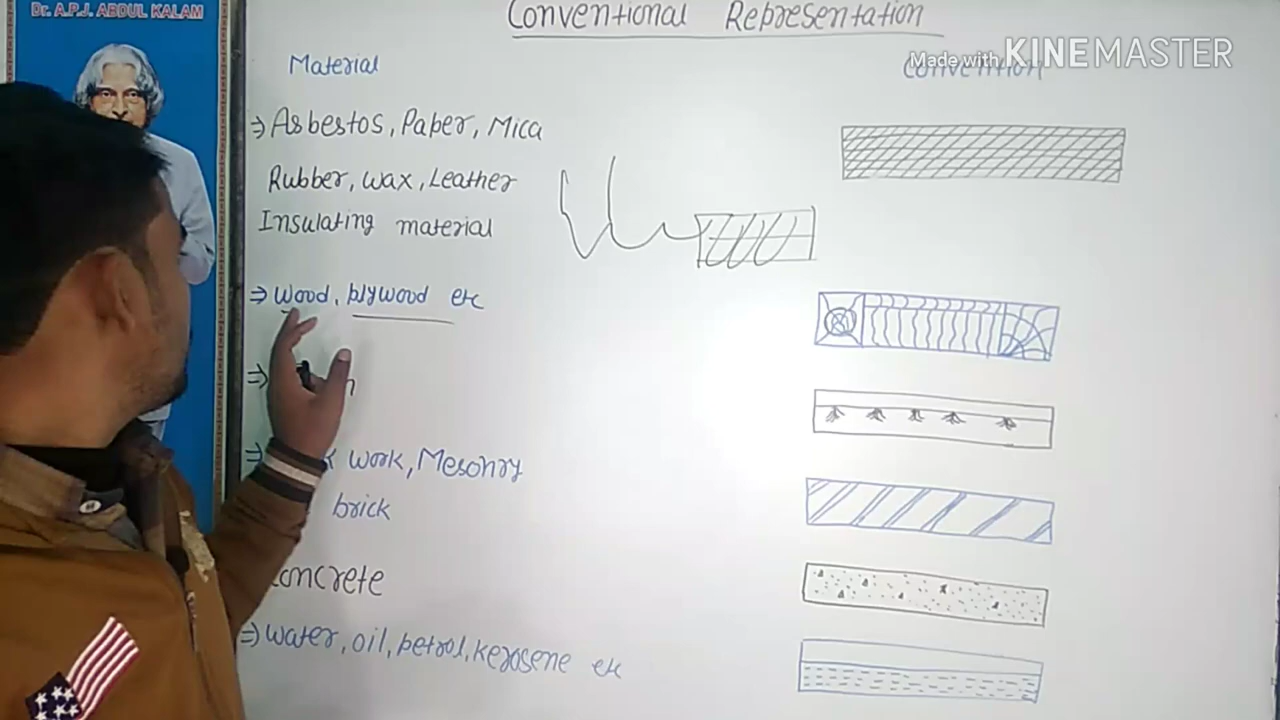 Dr. A.P.J. ABDUL KALAM
Conventional Representation
Made with KINEMASTER
Material
Convention
⇒ Asbestos, Paper, Mica
Rubber, wax, Leather
Insulating material
⇒ Wood, plywood etc
⇒
work, Mesonry
brick
Concrete
⇒ water, oil, petrol, kerosene etc